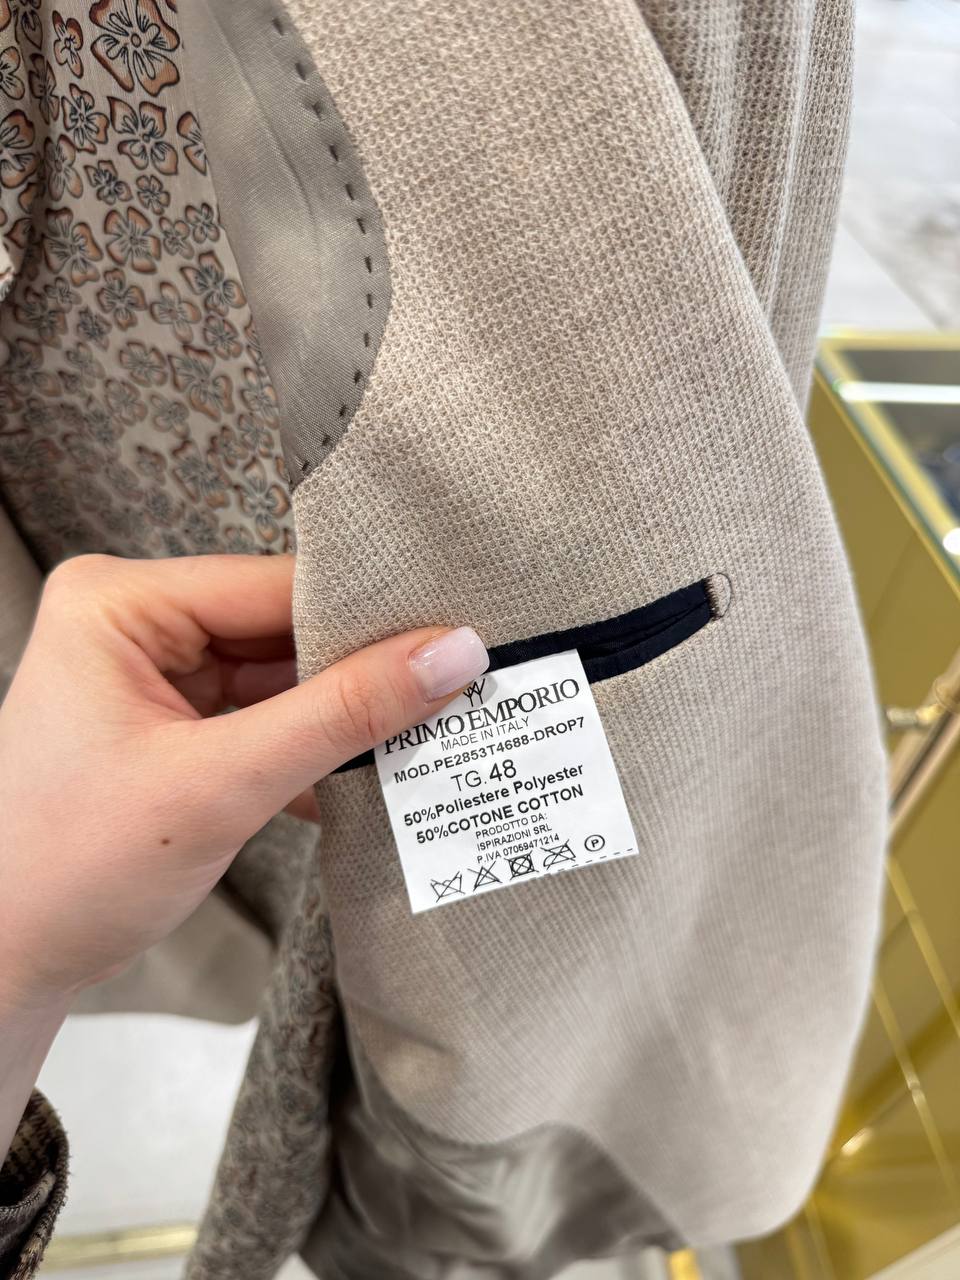 PRIMO EMPORIO
MADE IN ITALY
MOD.PE2853T4688-DROP7
TG.48
50%Poliestere Polyester
50%COTONE COTTON
PRODOTTO DA:
ISPIRAZIONI SRL
P.IVA 07069471214
P